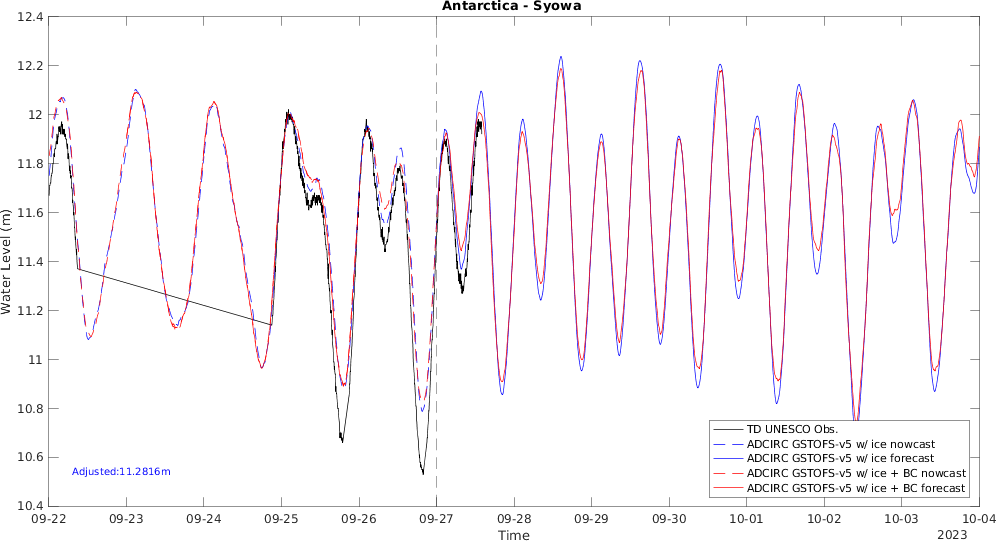 Antarctica - Syowa
12.4
12.2
12
11.8
11.6
11.4
11.2
11
10.8
10.6
10.4
Water Level (m)
TD UNESCO Obs.
ADCIRC GSTOFS-v5 w/ ice nowcast
ADCIRC GSTOFS-v5 w/ ice forecast
ADCIRC GSTOFS-v5 w/ ice + BC nowcast
ADCIRC GSTOFS-v5 w/ ice + BC forecast
Adjusted:11.2816m
09-22 09-23 09-24 09-25 09-26 09-27 09-28 09-29 09-30 10-01 10-02 10-03 10-04
Time
2023